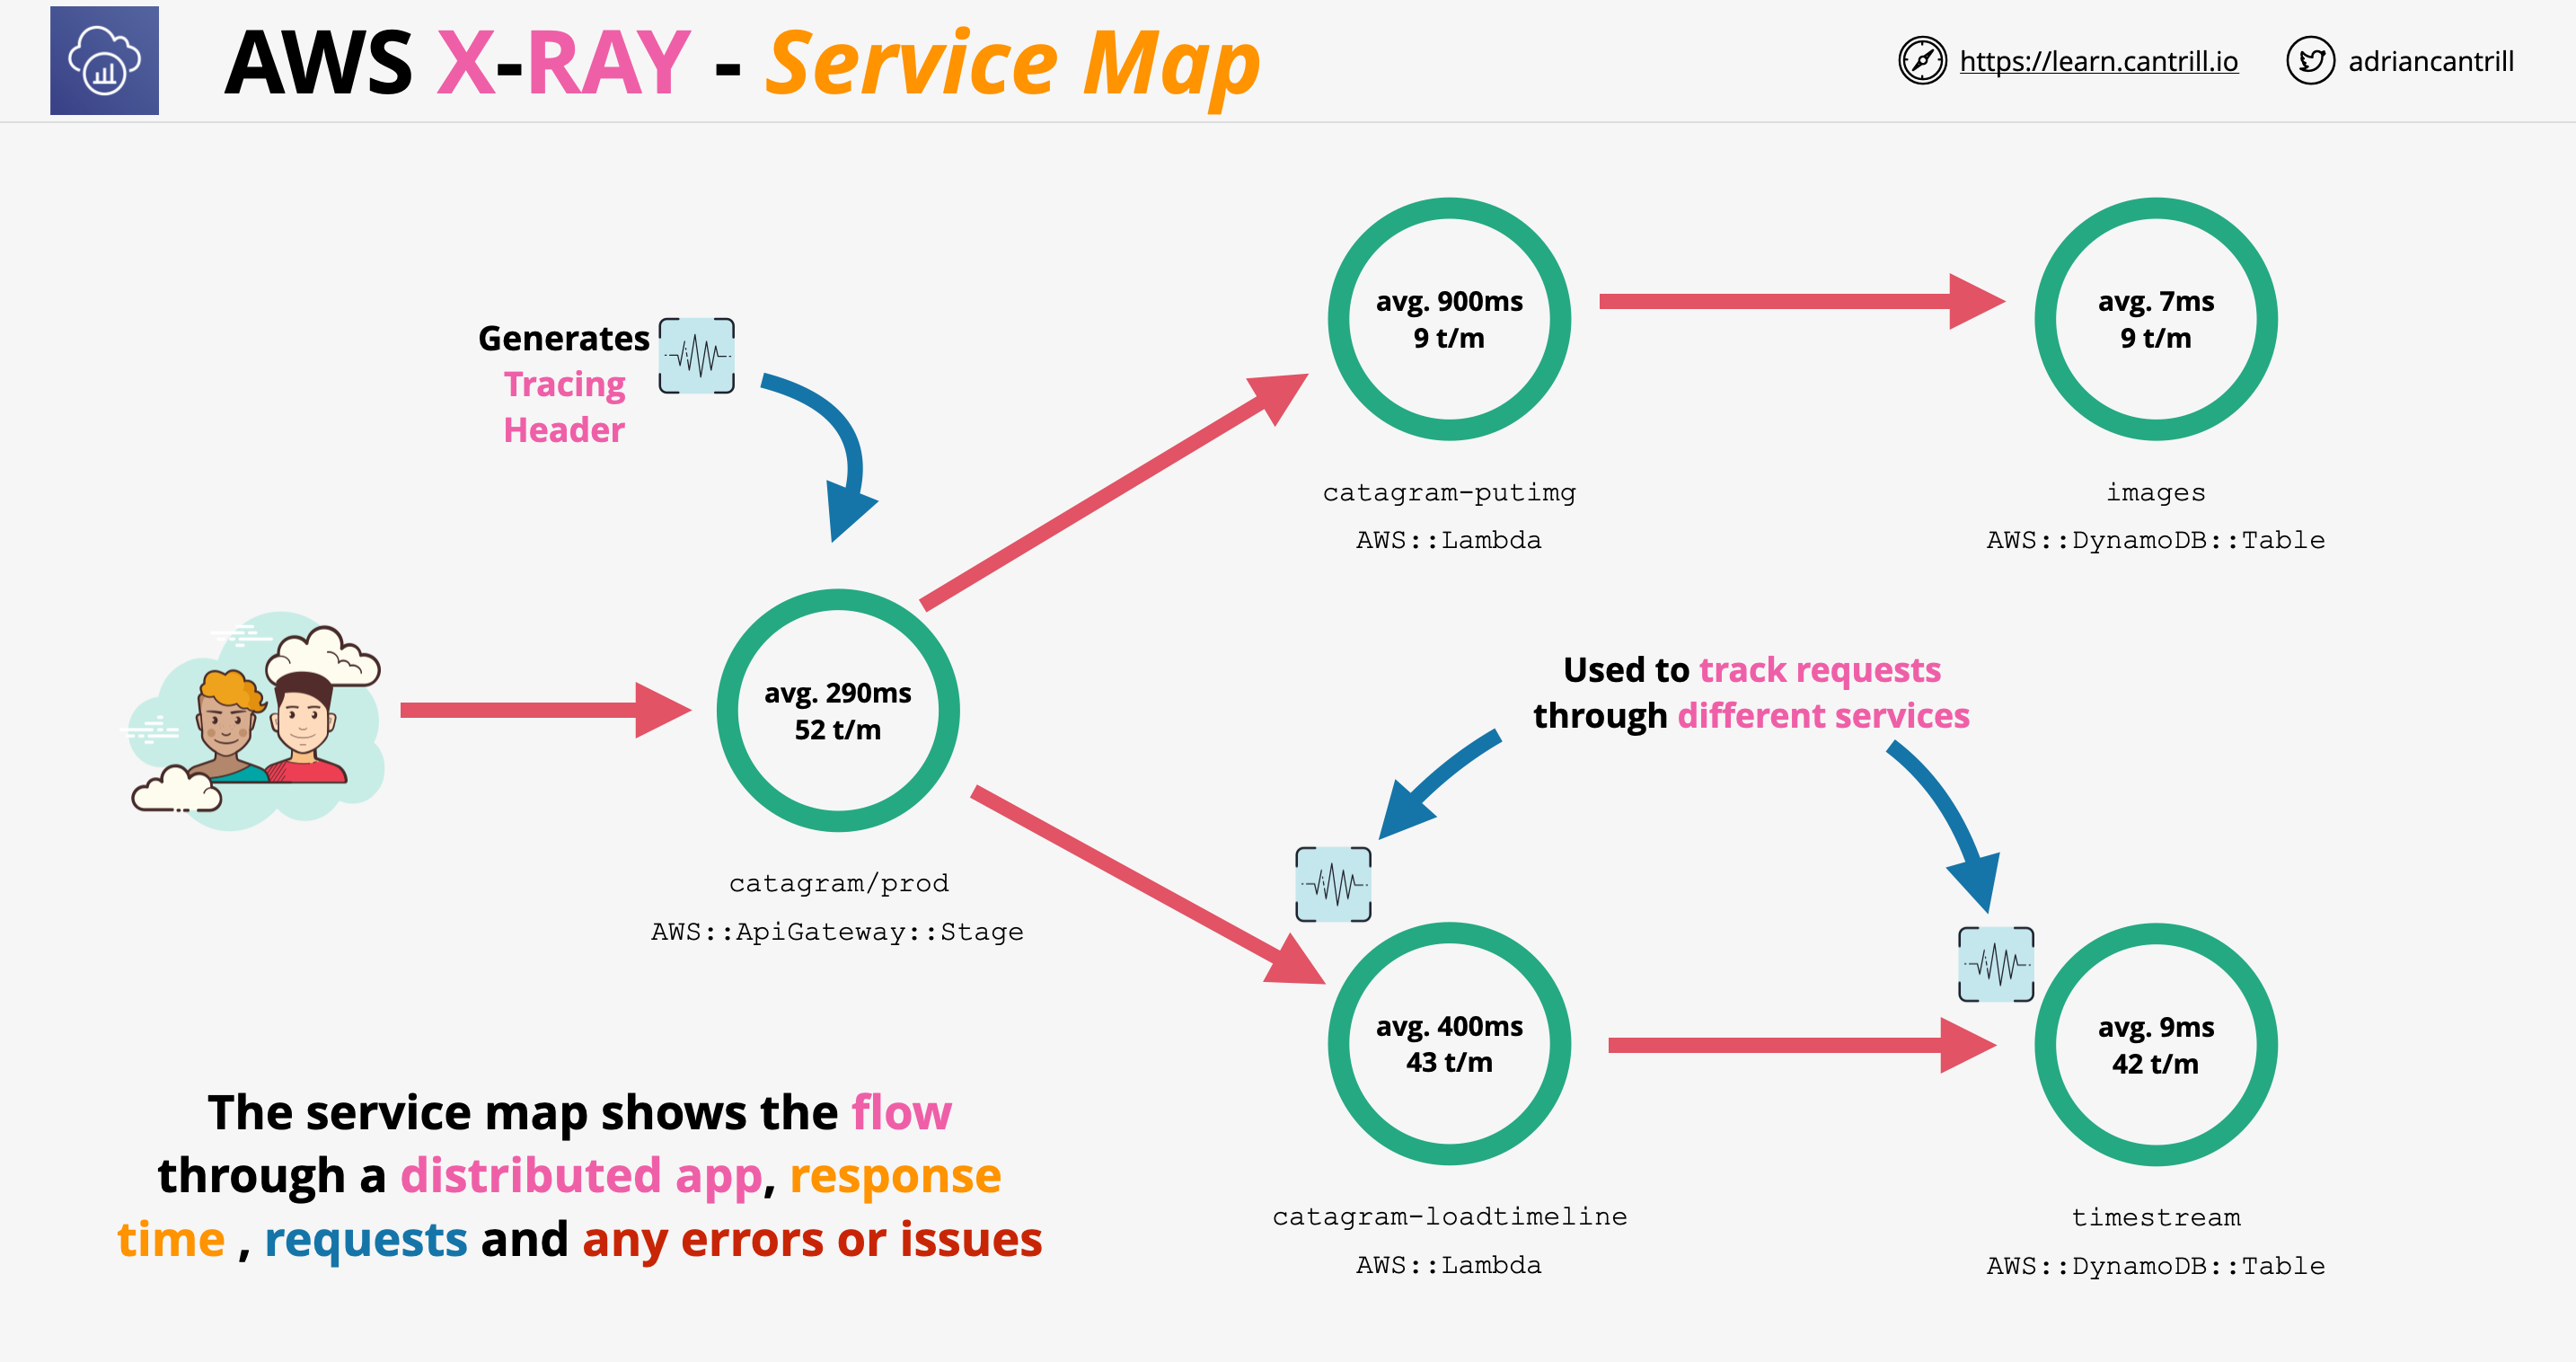 AWS X-RAY - Service Map
https://learn.cantrill.io
adriancantrill
Generates
Tracing
Header
avg. 900ms
9 t/m
catagram-putimg
AWS::Lambda
avg. 7ms
9 t/m
images
AWS::DynamoDB::Table
avg. 290ms
52 t/m
catagram/prod
AWS::ApiGateway::Stage
Used to track requests
through different services
avg. 400ms
43 t/m
catagram-loadtimeline
AWS::Lambda
avg. 9ms
42 t/m
timestream
AWS::DynamoDB::Table
The service map shows the flow
through a distributed app, response
time , requests and any errors or issues